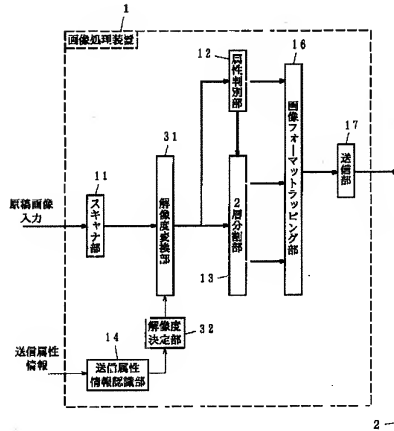 1
画像処理装置
12
属性判別部
16
画像フォーマットラッピング部
17
送信部
31
解像度変換部
11
スキャナ部
原稿画像
入力
2層分割部
13
解像度
決定部
32
送信属性
情報
14
送信属性
情報認識部
2